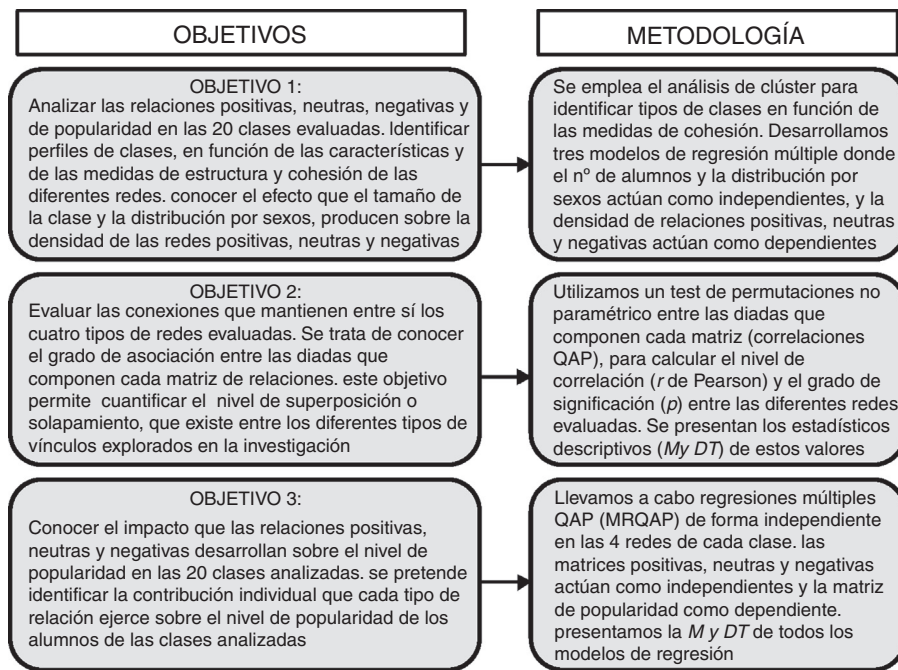 OBJETIVOS
METODOLOGÍA
OBJETIVO 1:
Analizar las relaciones positivas, neutras, negativas y
de popularidad en las 20 clases evaluadas. Identificar
perfiles de clases, en función de las características y
de las medidas de estructura y cohesión de las
diferentes redes. conocer el efecto que el tamaño de
la clase y la distribución por sexos, producen sobre la
densidad de las redes positivas, neutras y negativas
Se emplea el análisis de clúster para
identificar tipos de clases en función de
las medidas de cohesión. Desarrollamos
tres modelos de regresión múltiple donde
el nº de alumnos y la distribución por
sexos actúan como independientes, y la
densidad de relaciones positivas, neutras
y negativas actúan como dependientes
OBJETIVO 2:
Evaluar las conexiones que mantienen entre sí los
cuatro tipos de redes evaluadas. Se trata de conocer
el grado de asociación entre las diadas que
componen cada matriz de relaciones. este objetivo
permite cuantificar el nivel de superposición o
solapamiento, que existe entre los diferentes tipos de
vínculos explorados en la investigación
Utilizamos un test de permutaciones no
paramétrico entre las diadas que
componen cada matriz (correlaciones
QAP), para calcular el nivel de
correlación (r de Pearson) y el grado de
significación (p) entre las diferentes redes
evaluadas. Se presentan los estadísticos
descriptivos (My DT) de estos valores
OBJETIVO 3:
Conocer el impacto que las relaciones positivas,
neutras y negativas desarrollan sobre el nivel de
popularidad en las 20 clases analizadas. se pretende
identificar la contribución individual que cada tipo de
relación ejerce sobre el nivel de popularidad de los
alumnos de las clases analizadas
Llevamos a cabo regresiones múltiples
QAP (MRQAP) de forma independiente
en las 4 redes de cada clase. las
matrices positivas, neutras y negativas
actúan como independientes y la matriz
de popularidad como dependiente.
presentamos la M y DT de todos los
modelos de regresión